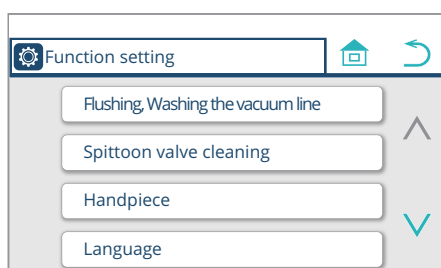 Function setting
Flushing, Washing the vacuum line
Spittoon valve cleaning
Handpiece
Language